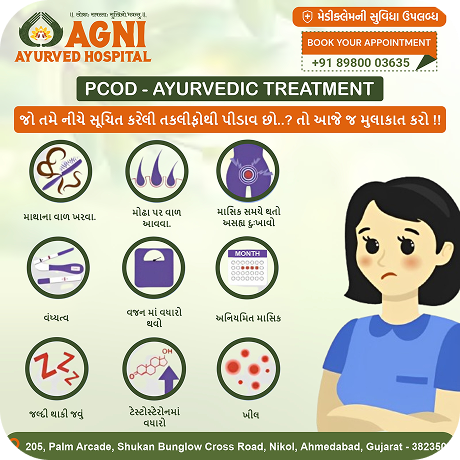 ।। लोकाः समस्ताः सुखिनो भवन्तु ।।
AGNI
AYURVED HOSPITAL
મેડીક્લેમની સુવિધા ઉપલબ્ધ
BOOK YOUR APPOINTMENT
+91 89800 03635
PCOD - AYURVEDIC TREATMENT
જો તમે નીચે સૂચિત કરેલી તકલીફોથી પીડાવ છો..? તો આજે જ મુલાકાત કરો !!
માથાના વાળ ખરવા.
મોઢા પર વાળ
આવવા.
માસિક સમયે થતો
અસહ્ય દુઃખાવો
વંધ્યત્વ
વજન માં વધારો
થવો
MONTH
અનિયમિત માસિક
જલ્દી થાકી જવું
OH
ટેસ્ટોસ્ટેરોનમાં
વધારો
ખીલ
205, Palm Arcade, Shukan Bunglow Cross Road, Nikol, Ahmedabad, Gujarat - 382350